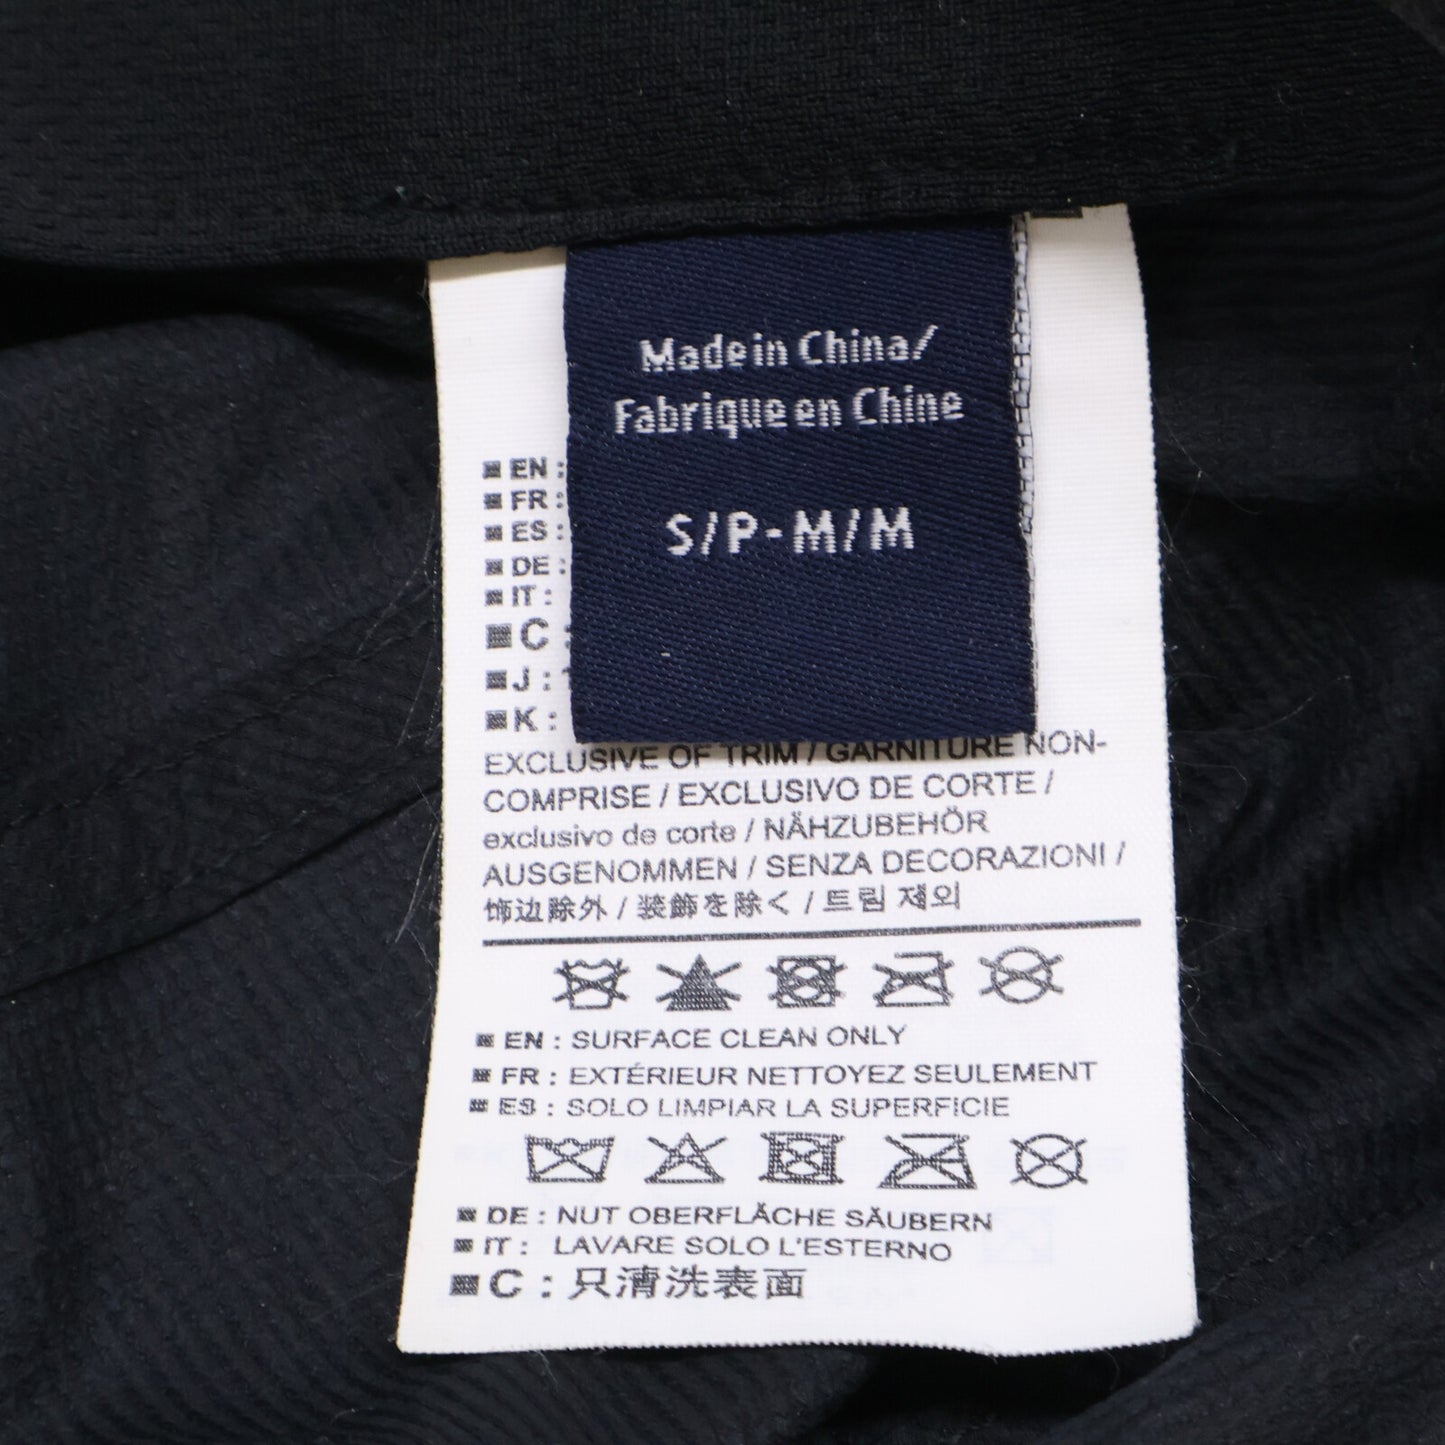 Made in China/
Fabrique en Chine
S/P-M/M
EN :
FR :
ES :
DE :
IT :
C :
J :
K :
EXCLUSIVE OF TRIM / GARNITURE NON-
COMPRISE / EXCLUSIVO DE CORTE /
exclusivo de corte / NÄHZUBEHÖR
AUSGENOMMEN / SENZA DECORAZIONI /
饰边除外 / 装飾を除く / 트림 제외
EN : SURFACE CLEAN ONLY
FR : EXTÉRIEUR NETTOYEZ SEULEMENT
ES : SOLO LIMPIAR LA SUPERFICIE
DE : NUT OBERFLÄCHE SÄUBERN
IT : LAVARE SOLO L'ESTERNO
C : 只清洗表面